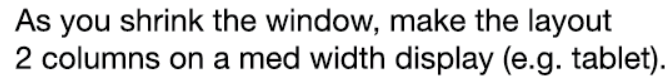 As you shrink the window, make the layout
2 columns on a med width display (e.g. tablet).